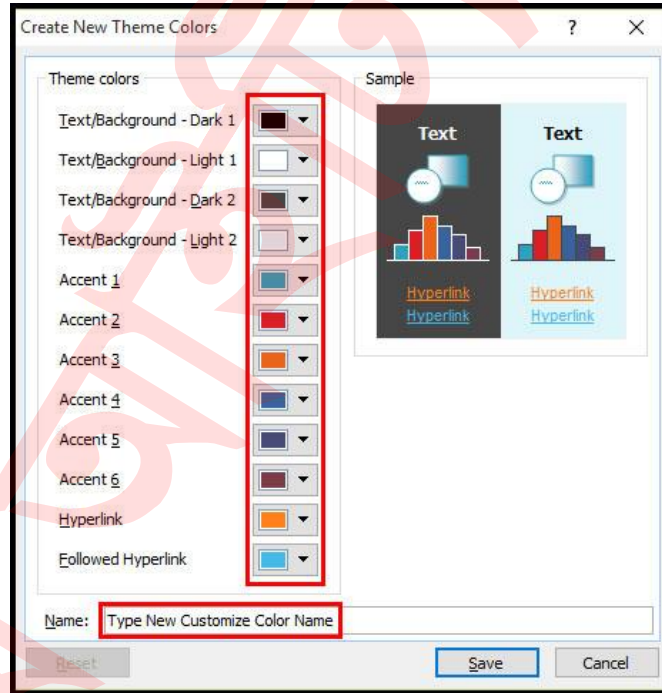 Create New Theme Colors ? ×
Theme colors
Text/Background - Dark 1
Text/Background - Light 1
Text/Background - Dark 2
Text/Background - Light 2
Accent 1
Accent 2
Accent 3
Accent 4
Accent 5
Accent 6
Hyperlink
Followed Hyperlink
Sample
Text Text
Hyperlink Hyperlink
Hyperlink Hyperlink
Name: Type New Customize Color Name
Reset Save Cancel